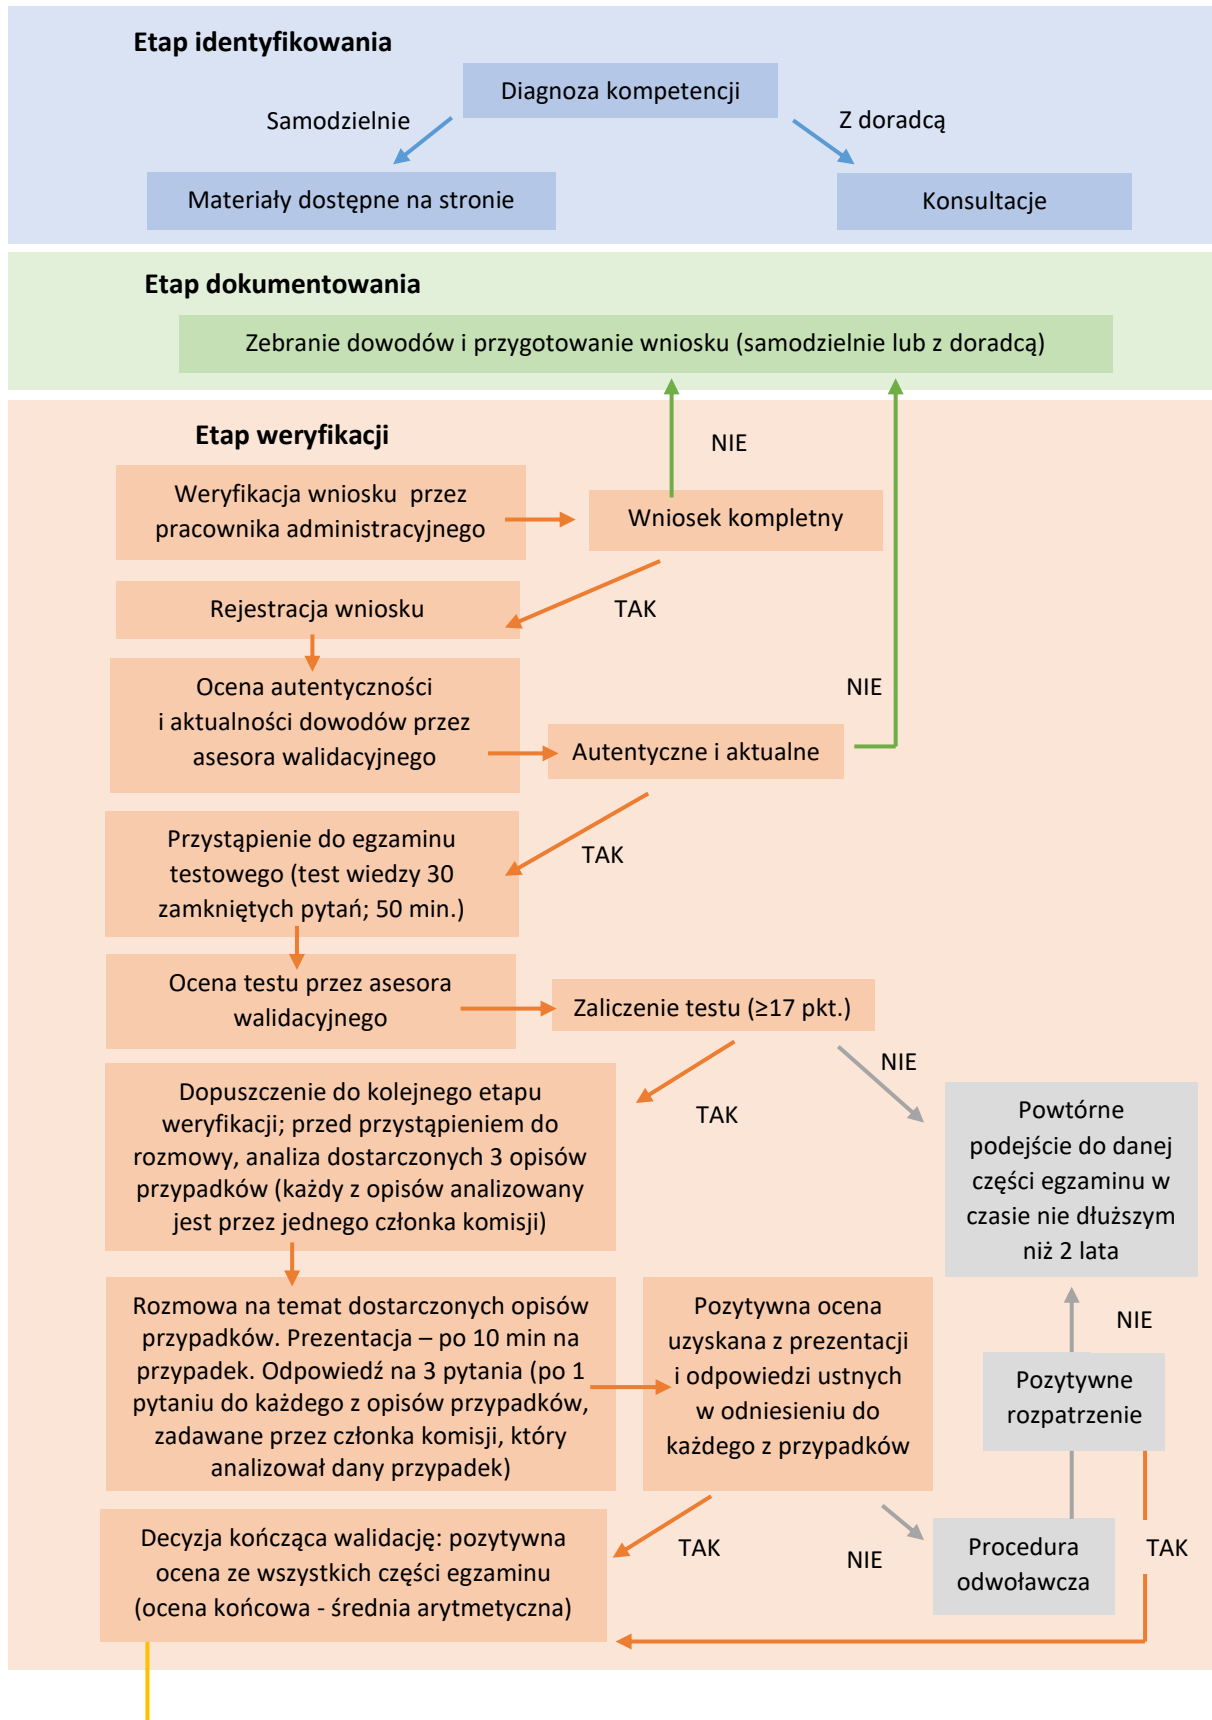 Etap identyfikowania
Diagnoza kompetencji
Samodzielnie
Z doradcą
Materiały dostępne na stronie
Konsultacje
Etap dokumentowania
Zebranie dowodów i przygotowanie wniosku (samodzielnie lub z doradcą)
Etap weryfikacji
NIE
Weryfikacja wniosku przez
pracownika administracyjnego
Wniosek kompletny
Rejestracja wniosku
TAK
Ocena autentyczności
i aktualności dowodów przez
asesora walidacyjnego
NIE
Autentyczne i aktualne
Przystąpienie do egzaminu
testowego (test wiedzy 30
zamkniętych pytań; 50 min.)
TAK
Ocena testu przez asesora
walidacyjnego
Zaliczenie testu (≥17 pkt.)
NIE
TAK
Dopuszczenie do kolejnego etapu
weryfikacji; przed przystąpieniem do
rozmowy, analiza dostarczonych 3 opisów
przypadków (każdy z opisów analizowany
jest przez jednego członka komisji)
Powtórne
podejście do danej
części egzaminu w
czasie nie dłuższym
niż 2 lata
Rozmowa na temat dostarczonych opisów
przypadków. Prezentacja – po 10 min na
przypadek. Odpowiedź na 3 pytania (po 1
pytaniu do każdego z opisów przypadków,
zadawane przez członka komisji, który
analizował dany przypadek)
Pozytywna ocena
uzyskana z prezentacji
i odpowiedzi ustnych
w odniesieniu do
każdego z przypadków
NIE
Pozytywne
rozpatrzenie
Decyzja kończąca walidację: pozytywna
ocena ze wszystkich części egzaminu
(ocena końcowa - średnia arytmetyczna)
TAK
NIE
Procedura
odwoławcza
TAK